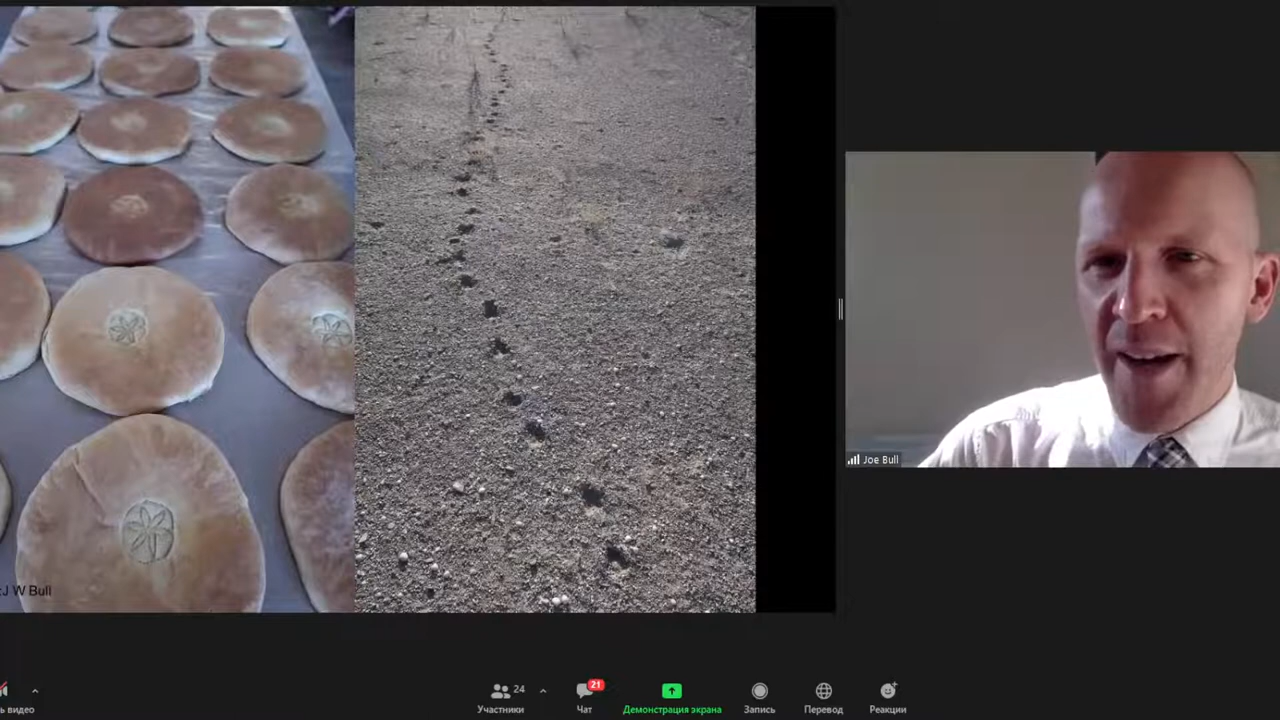 J W Bull
Joe Bull
ь видео
24
Участники
21
Чат
Демонстрация экрана
Запись
Перевод
Реакции